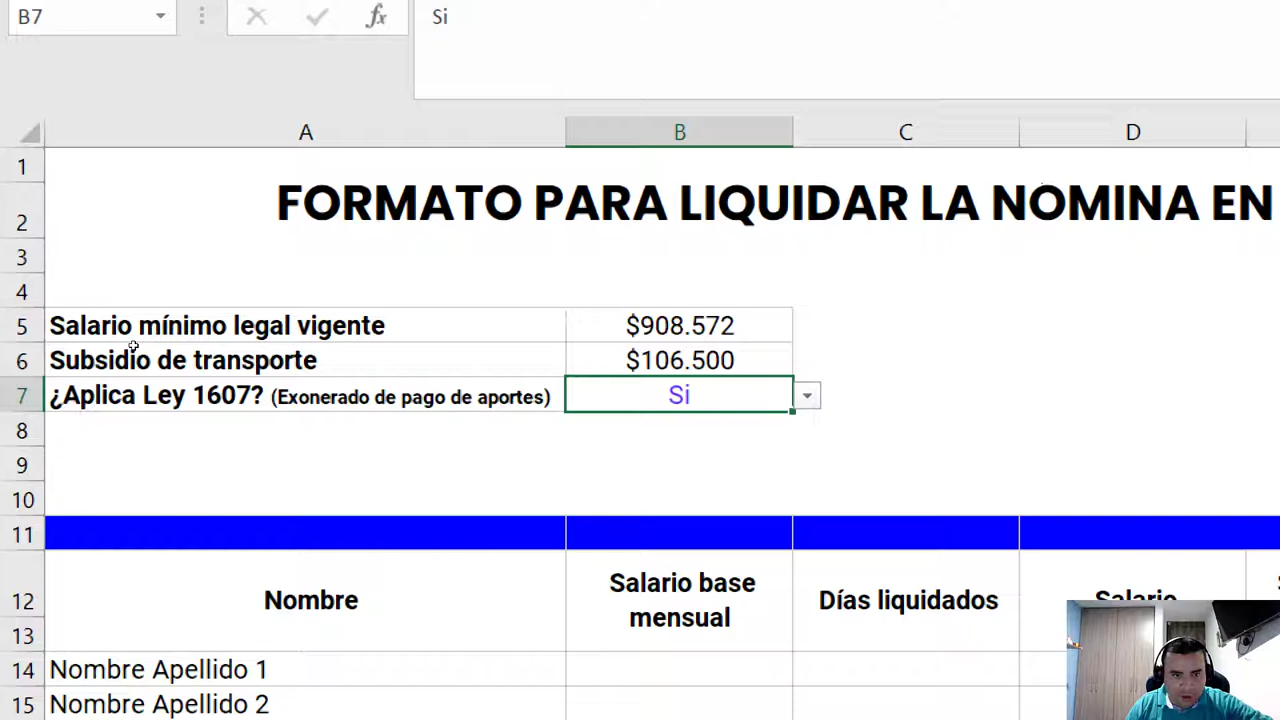 B7
fx
Si
A
B
C
D
1
2
FORMATO PARA LIQUIDAR LA NOMINA EN
3
4
5
Salario mínimo legal vigente
$908.572
6
Subsidio de transporte
$106.500
7
¿Aplica Ley 1607? (Exonerado de pago de aportes)
Si
8
9
10
11
12
Nombre
Salario base
mensual
Días liquidados
Salario
13
14
Nombre Apellido 1
15
Nombre Apellido 2